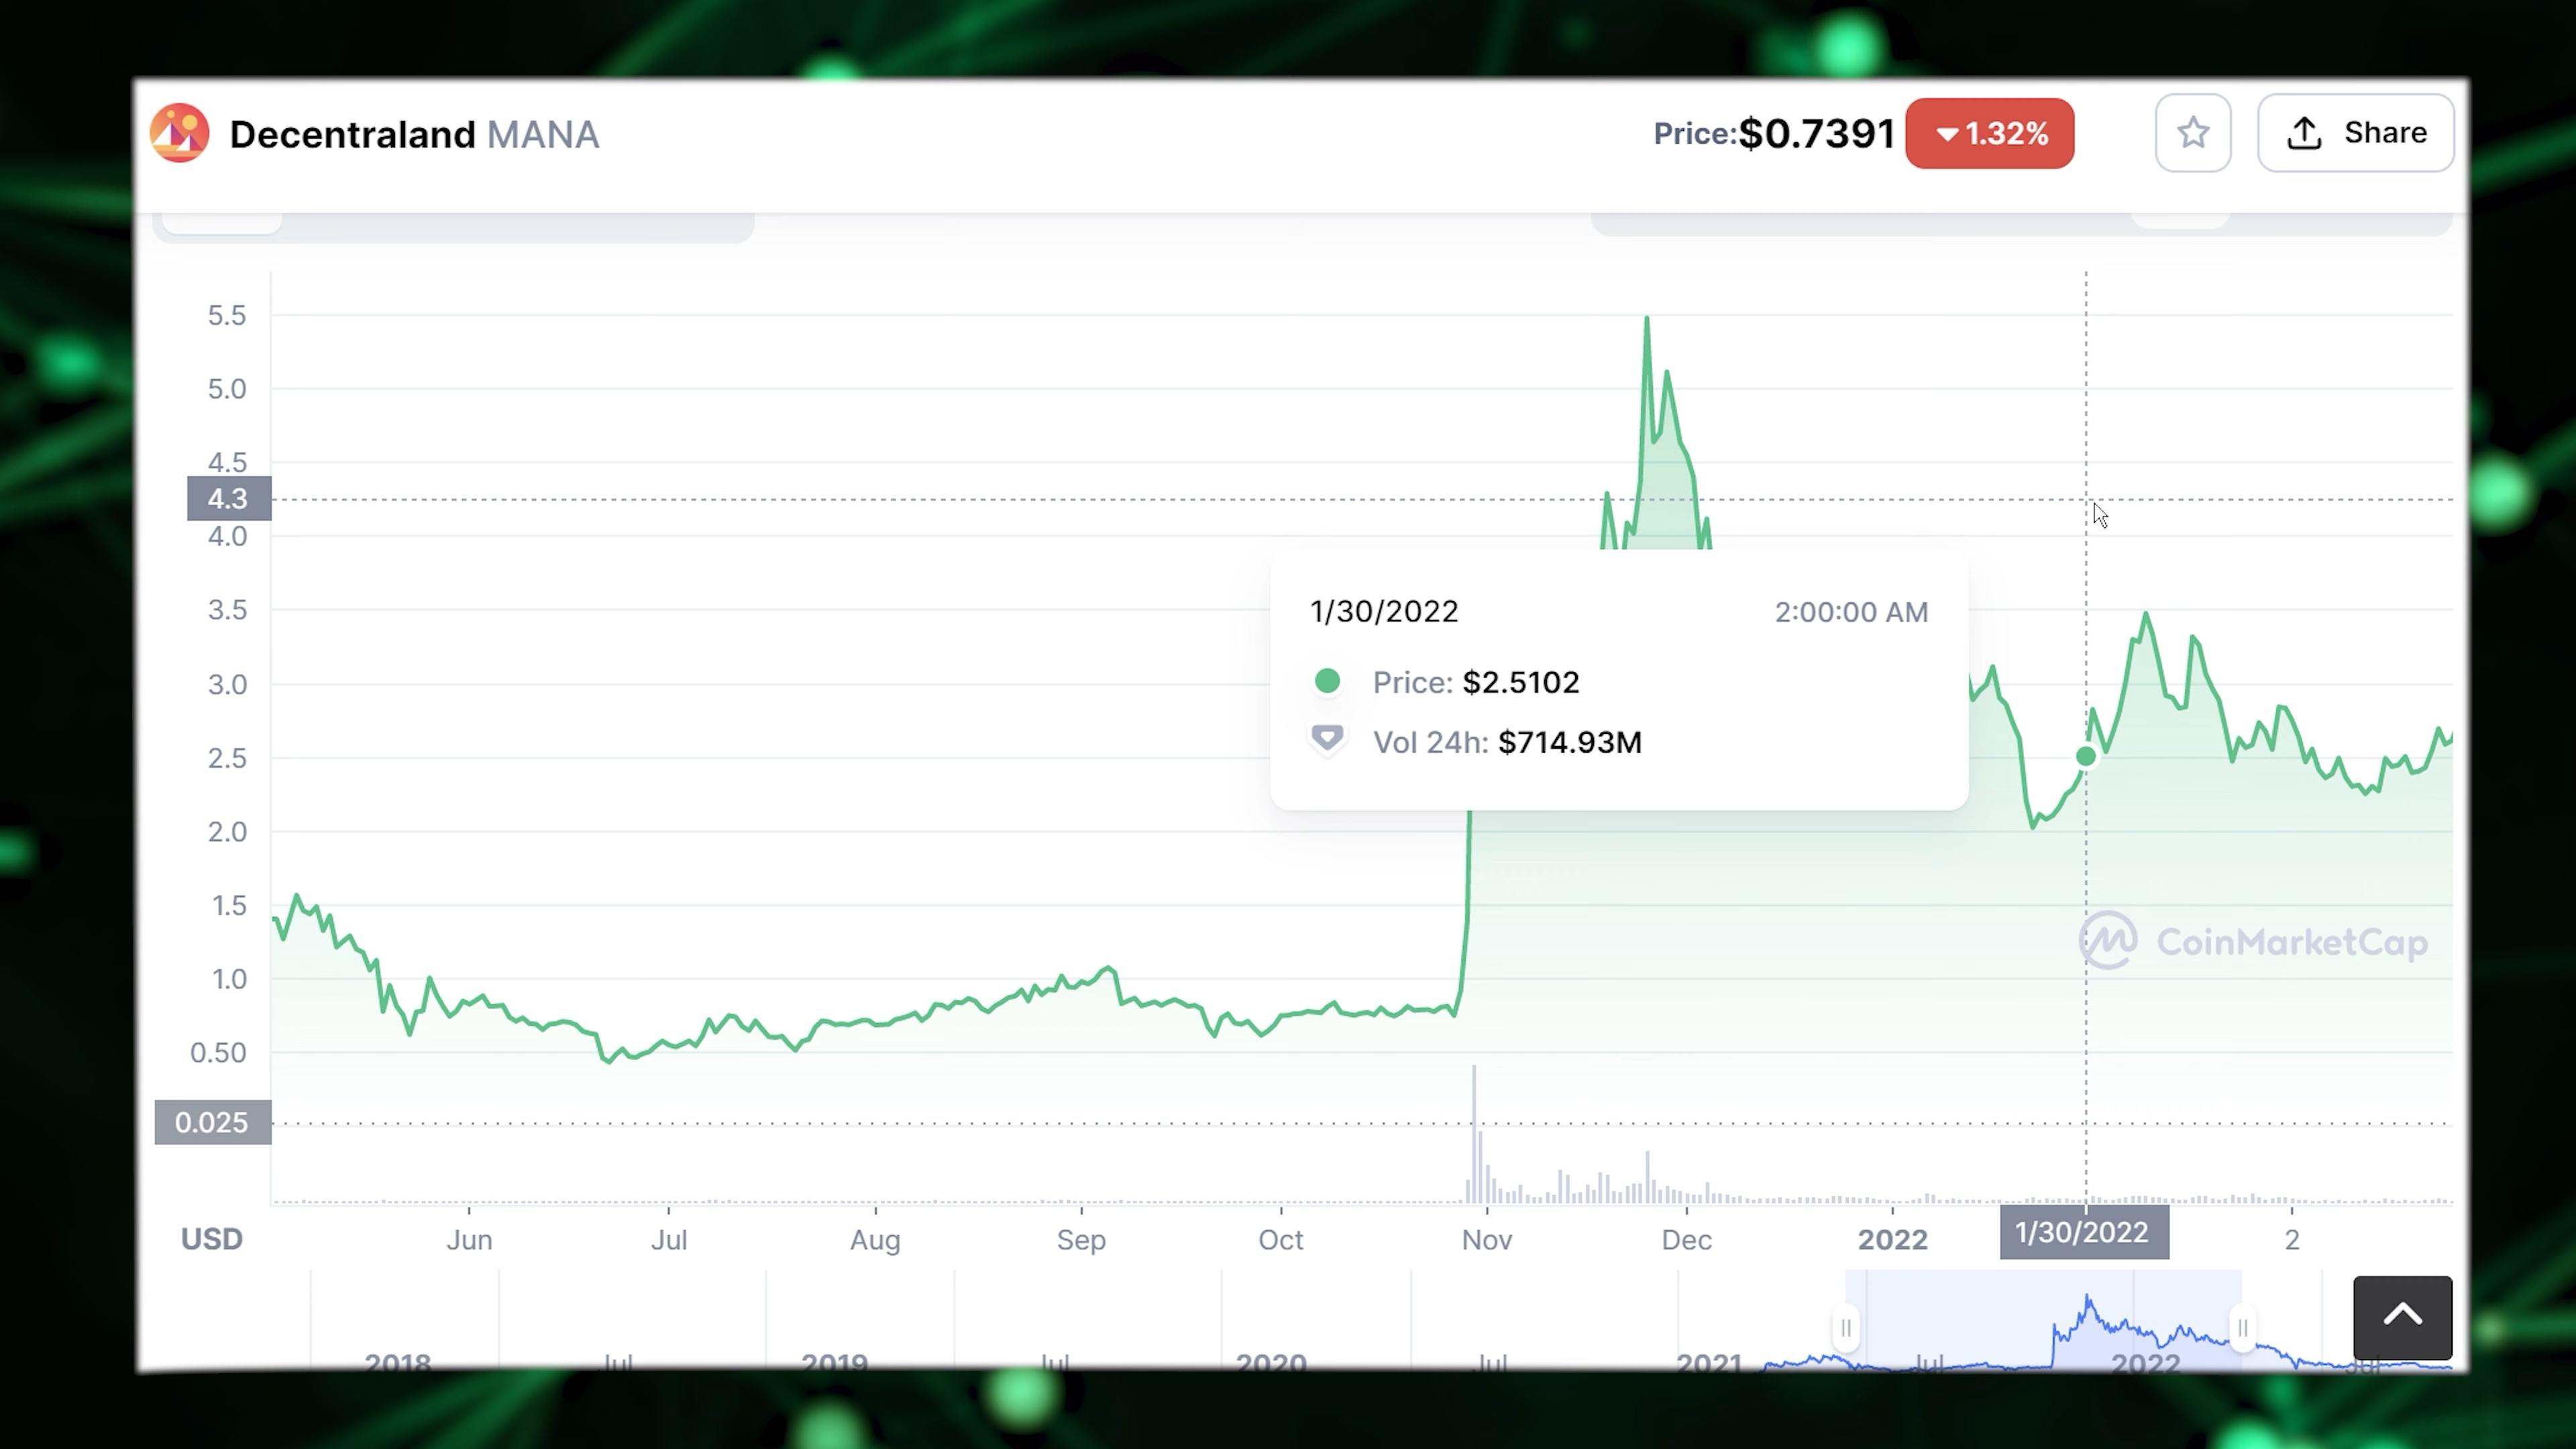 Decentraland MANA
Price:$0.7391 1.32%
Share
5.5
5.0
4.5
4.3
4.0
3.5
3.0
2.5
2.0
1.5
1.0
0.50
0.025
1/30/2022 2:00:00 AM
Price: $2.5102
Vol 24h: $714.93M
CoinMarketCap
USD Jun Jul Aug Sep Oct Nov Dec 2022 1/30/2022 2
2018 Jul 2019 Jul 2020 Jul 2021 Jul 2022 Jul